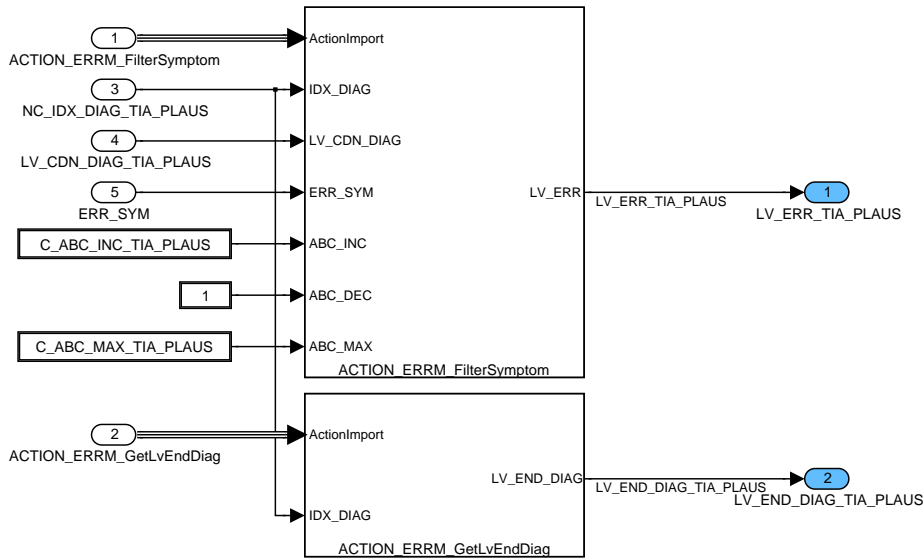 1
ActionImport
ACTION_ERRM_FilterSymptom
3
IDX_DIAG
NC_IDX_DIAG_TIA_PLAUS
4
LV_CDN_DIAG
LV_CDN_DIAG_TIA_PLAUS
5
ERR_SYM
ERR_SYM
LV_ERR
LV_ERR_TIA_PLAUS
1
LV_ERR_TIA_PLAUS
C_ABC_INC_TIA_PLAUS
ABC_INC
1
ABC_DEC
C_ABC_MAX_TIA_PLAUS
ABC_MAX
ACTION_ERRM_FilterSymptom
2
ActionImport
ACTION_ERRM_GetLvEndDiag
LV_END_DIAG
LV_END_DIAG_TIA_PLAUS
2
LV_END_DIAG_TIA_PLAUS
IDX_DIAG
ACTION_ERRM_GetLvEndDiag